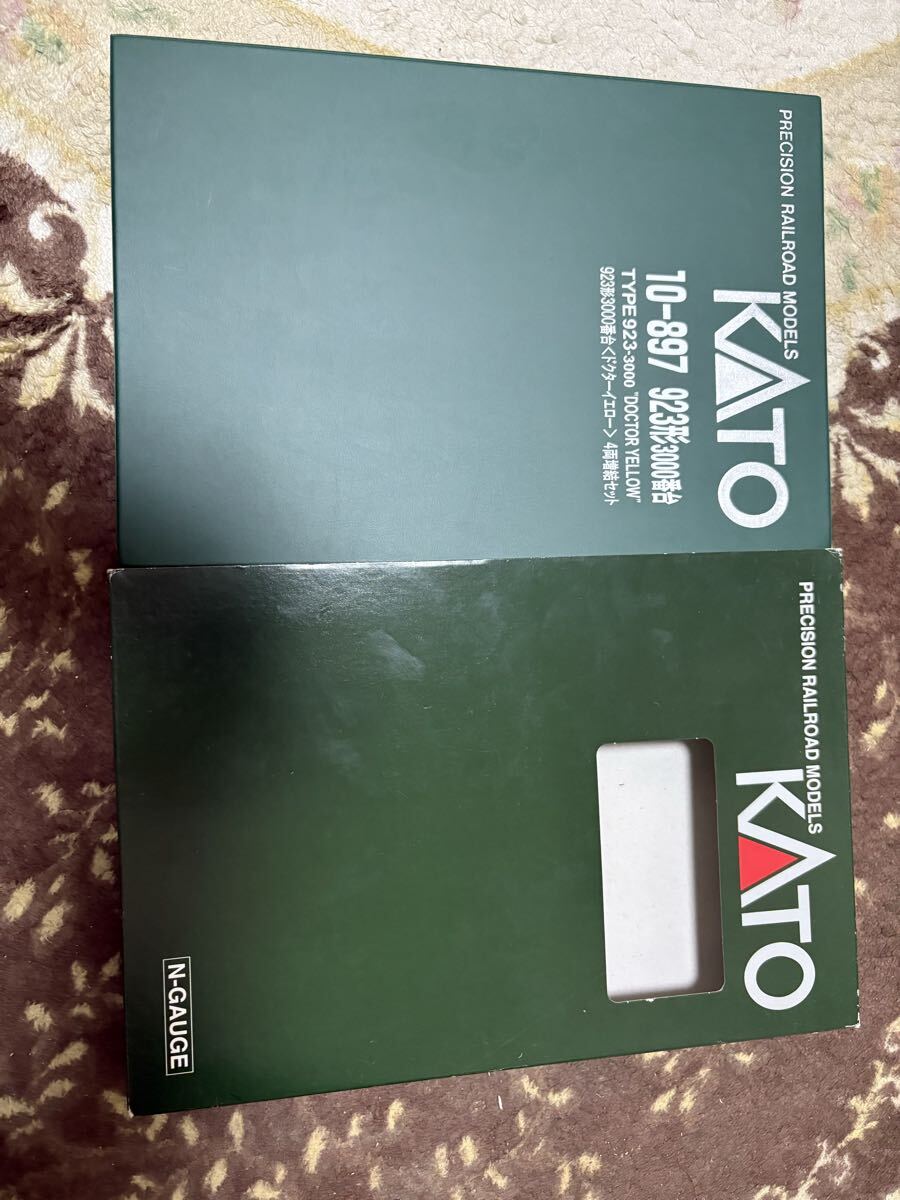 PRECISION RAILROAD MODELS
KATO
10-897 923形3000番台
TYPE923-3000 "DOCTOR YELLOW"
923形3000番台〈ドクターイエロー〉 4両増結セット
PRECISION RAILROAD MODELS
KATO
N-GAUGE